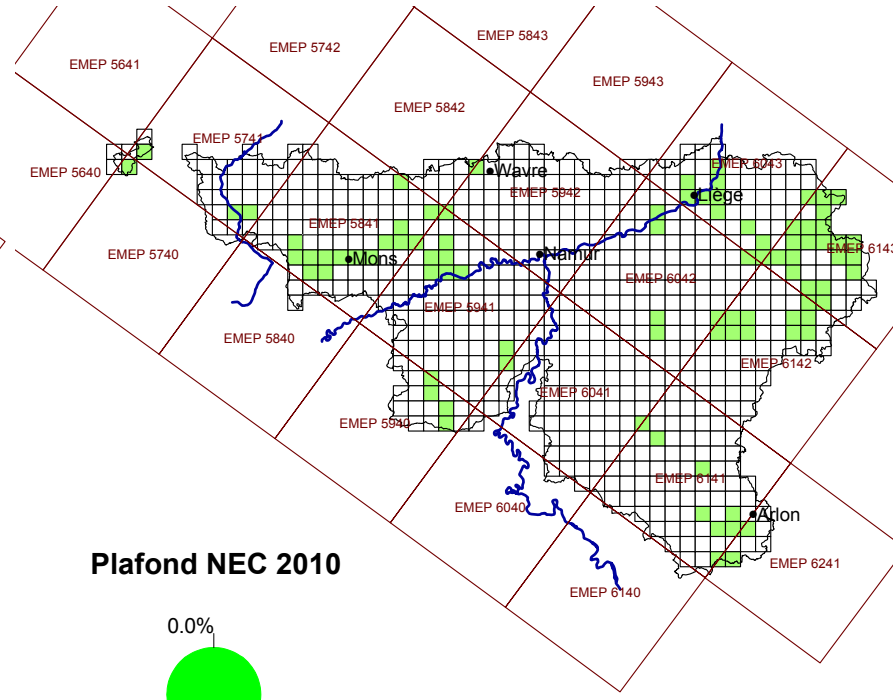 EMEP 5742
EMEP 5843
EMEP 5641
EMEP 5943
EMEP 5842
EMEP 5741
EMEP 6043
EMEP 5640
Wavre
EMEP 5942
Liège
EMEP 5841
EMEP 6143
EMEP 5740
Mons
Namur
EMEP 6042
EMEP 5941
EMEP 5840
EMEP 6142
EMEP 6041
EMEP 5940
EMEP 6141
EMEP 6040
Arlon
Plafond NEC 2010
EMEP 6241
EMEP 6140
0.0%